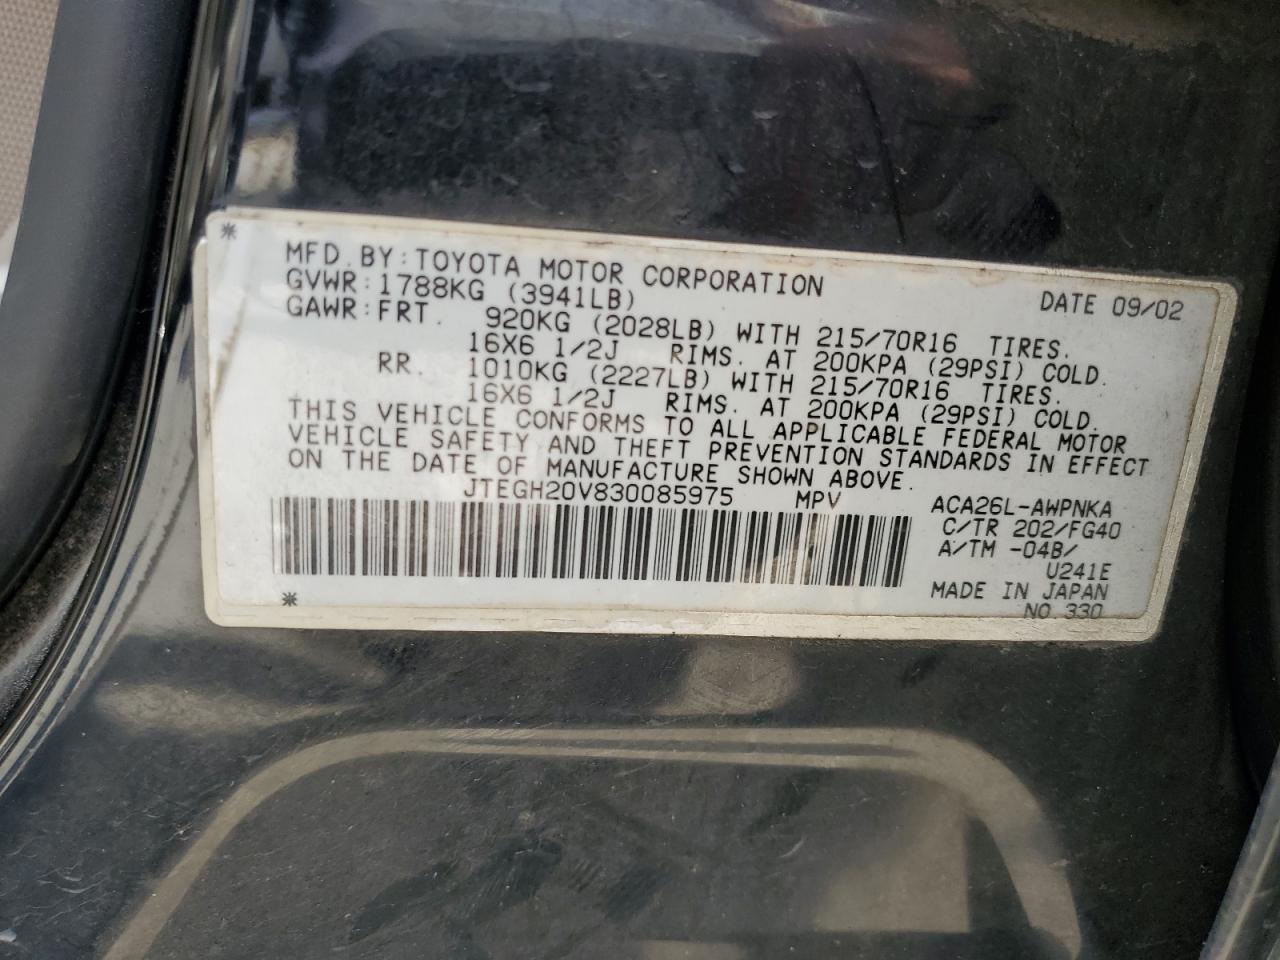 MFD. BY: TOYOTA MOTOR CORPORATION DATE 09/02
GVWR: 1788KG (3941LB)
GAWR: FRT. 920KG (2028LB) WITH 215/70R16 TIRES.
16X6 1/2J RIMS. AT 200KPA (29PSI) COLD.
RR. 1010KG (2227LB) WITH 215/70R16 TIRES.
16X6 1/2J RIMS. AT 200KPA (29PSI) COLD.
THIS VEHICLE CONFORMS TO ALL APPLICABLE FEDERAL MOTOR
VEHICLE SAFETY AND THEFT PREVENTION STANDARDS IN EFFECT
ON THE DATE OF MANUFACTURE SHOWN ABOVE.
JTEGH20V830085975 MPV
ACA26L-AWPNKA
C/TR 202/FG40
A/TM -04B/
U241E
MADE IN JAPAN
NO. 330